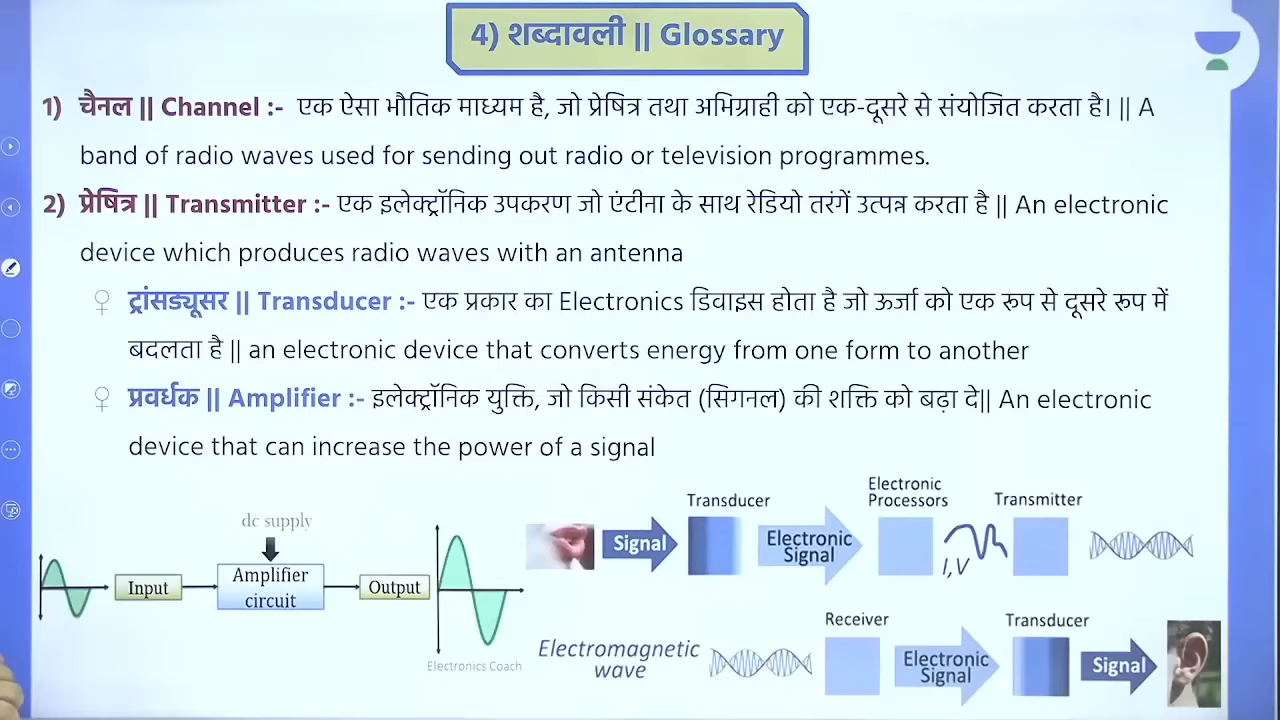 4) शब्दावली || Glossary
1) चैनल || Channel :- एक ऐसा भौतिक माध्यम है, जो प्रेषित्र तथा अभिग्राही को एक-दूसरे से संयोजित करता है। || A
band of radio waves used for sending out radio or television programmes.
2) प्रेषित्र || Transmitter :- एक इलेक्ट्रॉनिक उपकरण जो एंटीना के साथ रेडियो तरंगें उत्पन्न करता है || An electronic
device which produces radio waves with an antenna
ट्रांसड्यूसर || Transducer :- एक प्रकार का Electronics डिवाइस होता है जो ऊर्जा को एक रूप से दूसरे रूप में
बदलता है || an electronic device that converts energy from one form to another
प्रवर्धक || Amplifier :- इलेक्ट्रॉनिक युक्ति, जो किसी संकेत (सिगनल) की शक्ति को बढ़ा दे|| An electronic
device that can increase the power of a signal
dc supply
Input
Amplifier
circuit
Output
Electronics Coach
Transducer
Electronic
Processors
Transmitter
Signal
Electronic
Signal
I,V
Receiver
Transducer
Electromagnetic
wave
Electronic
Signal
Signal